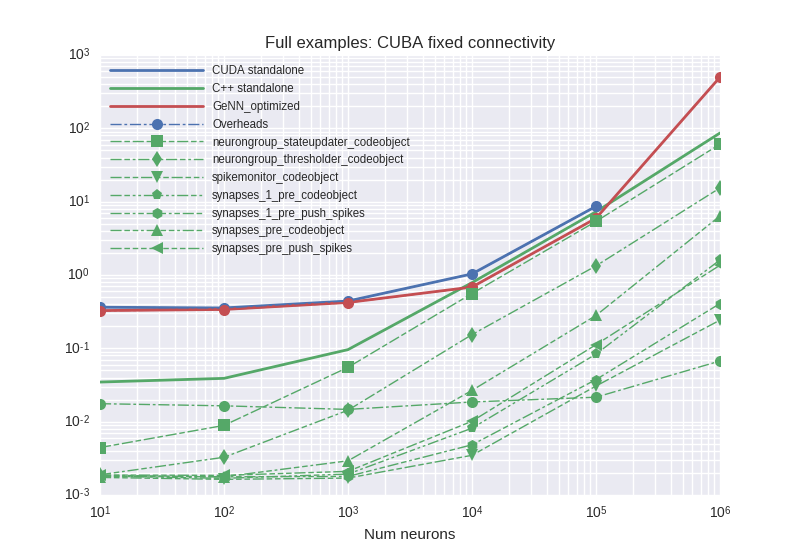 Full examples: CUBA fixed connectivity
10³
10²
10¹
10⁰
10⁻¹
10⁻²
10⁻³
CUDA standalone
C++ standalone
GeNN_optimized
Overheads
neurongroup_stateupdater_codeobject
neurongroup_thresholder_codeobject
spikemonitor_codeobject
synapses_1_pre_codeobject
synapses_1_pre_push_spikes
synapses_pre_codeobject
synapses_pre_push_spikes
10¹ 10² 10³ 10⁴ 10⁵ 10⁶
Num neurons